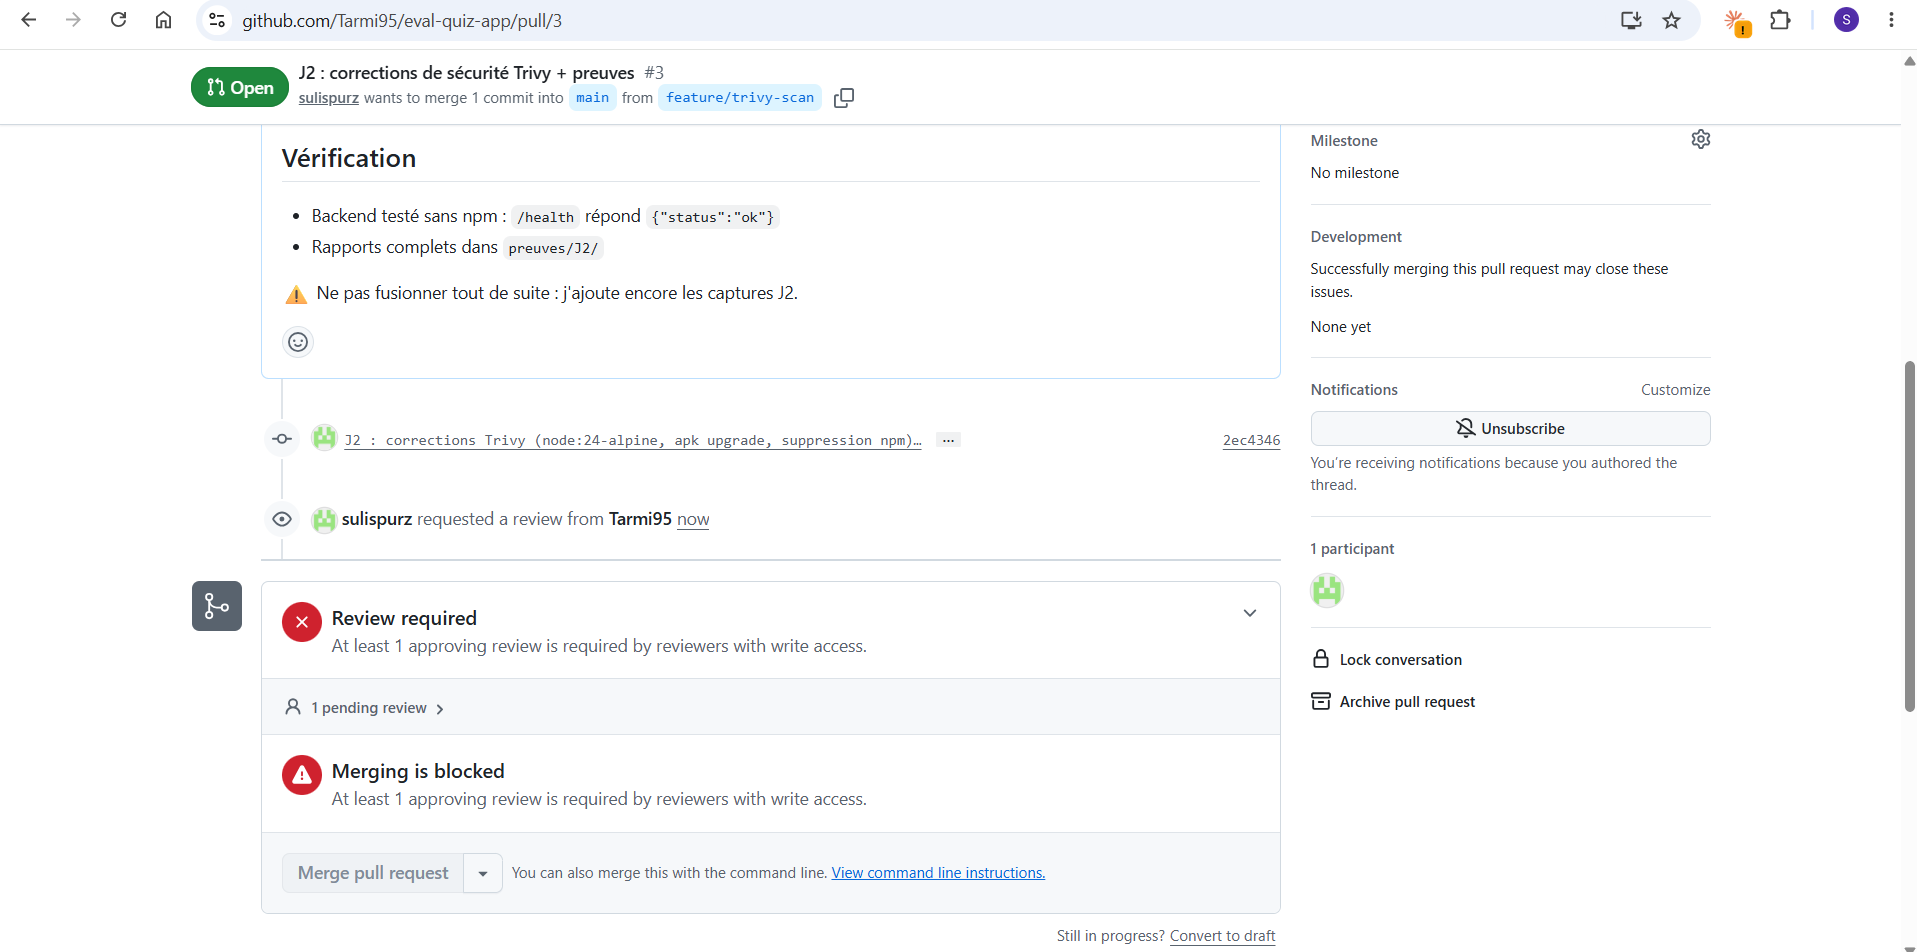 github.com/Tarmi95/eval-quiz-app/pull/3
S
Open
J2 : corrections de sécurité Trivy + preuves #3
sulispurz wants to merge 1 commit into main from feature/trivy-scan
Vérification
Backend testé sans npm : /health répond {"status":"ok"}
Rapports complets dans preuves/J2/
⚠️ Ne pas fusionner tout de suite : j'ajoute encore les captures J2.
J2 : corrections Trivy (node:24-alpine, apk upgrade, suppression npm)… ...
2ec4346
sulispurz requested a review from Tarmi95 now
Review required
At least 1 approving review is required by reviewers with write access.
1 pending review
Merging is blocked
At least 1 approving review is required by reviewers with write access.
Merge pull request
You can also merge this with the command line. View command line instructions.
Still in progress? Convert to draft
Milestone
No milestone
Development
Successfully merging this pull request may close these
issues.
None yet
Notifications
Customize
Unsubscribe
You're receiving notifications because you authored the
thread.
1 participant
Lock conversation
Archive pull request